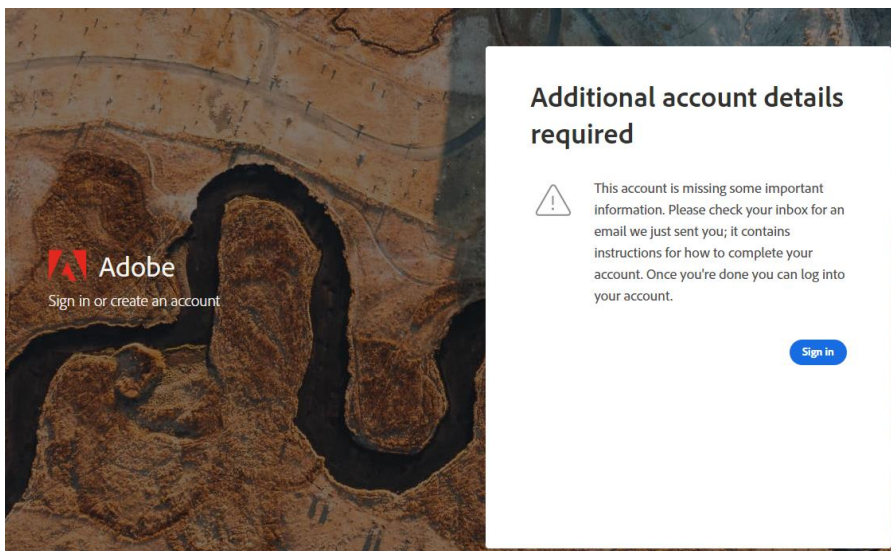 Adobe
Sign in or create an account
Additional account details
required
This account is missing some important
information. Please check your inbox for an
email we just sent you; it contains
instructions for how to complete your
account. Once you're done you can log into
your account.
Sign in